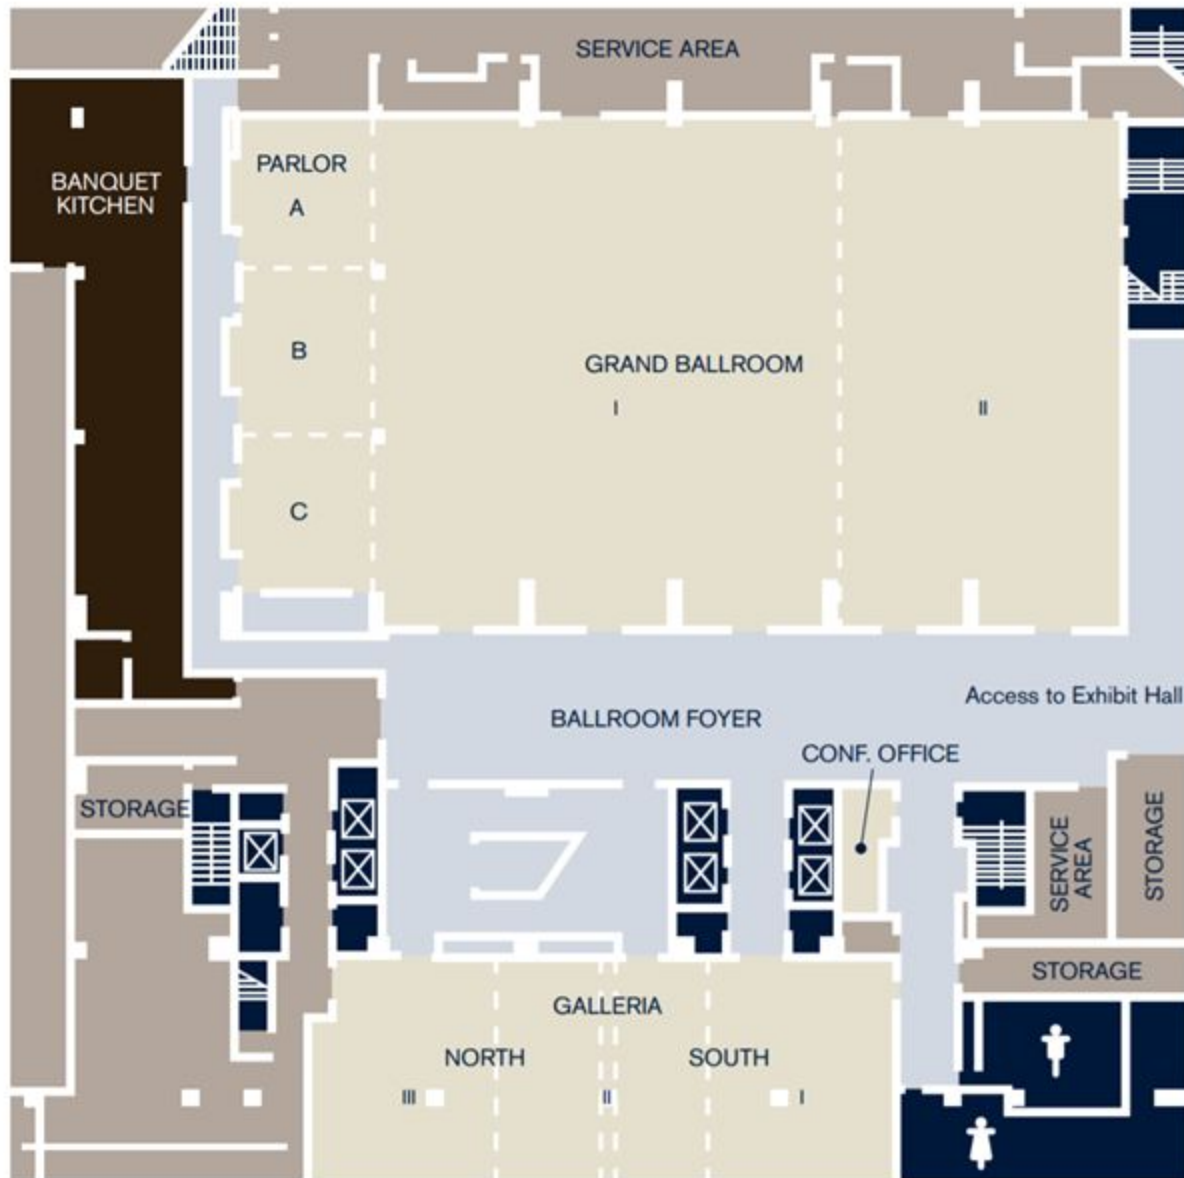 SERVICE AREA
PARLOR
A
BANQUET
KITCHEN
B
GRAND BALLROOM
I
II
C
Access to Exhibit Hall
BALLROOM FOYER
CONF. OFFICE
STORAGE
SERVICE
AREA
STORAGE
STORAGE
GALLERIA
NORTH
SOUTH
III
II
I